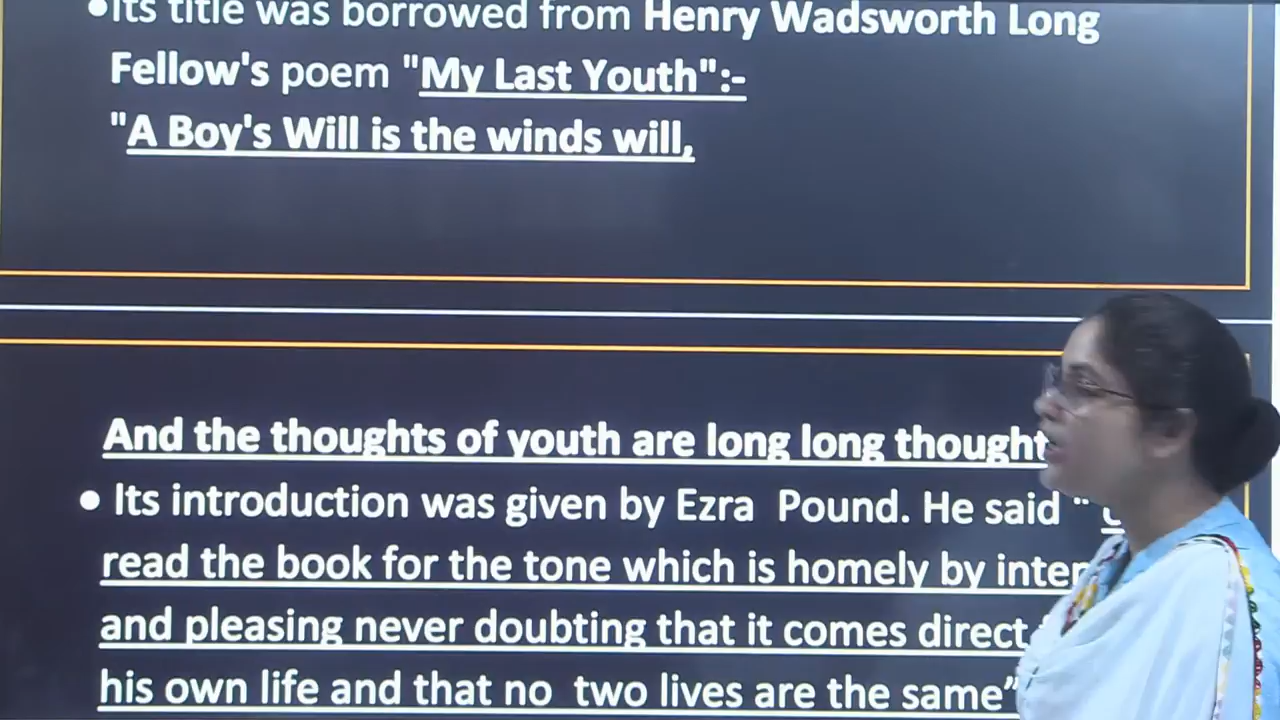 •Its title was borrowed from Henry Wadsworth Long
Fellow's poem "My Last Youth":-
"A Boy's Will is the winds will,
And the thoughts of youth are long long thought
• Its introduction was given by Ezra Pound. He said "
read the book for the tone which is homely by
and pleasing never doubting that it comes direct
his own life and that no two lives are the same"